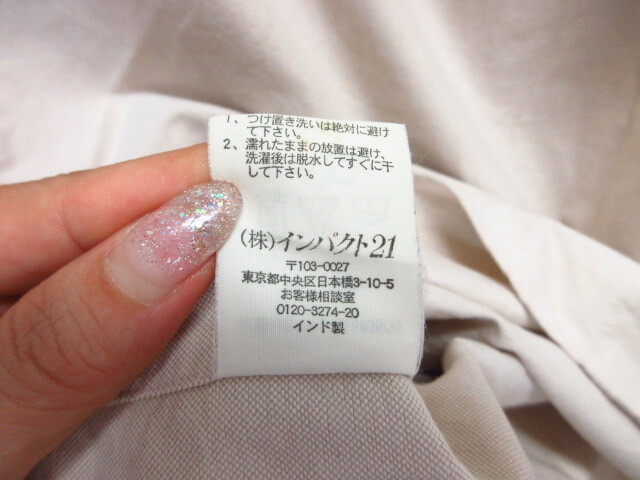 1、つけ置き洗いは絶対に避け
て下さい。
2、濡れたままの放置は避け、
洗濯後は脱水してすぐに干
して下さい。
(株)インパクト21
〒103-0027
東京都中央区日本橋3-10-5
お客様相談室
0120-3274-20
インド製